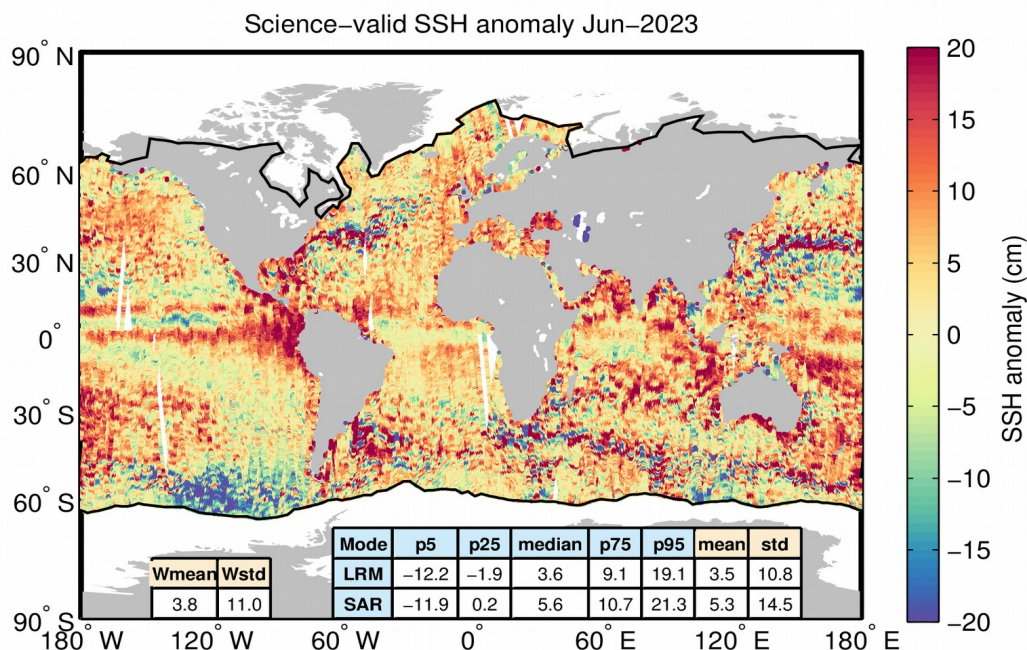 Science−valid SSH anomaly Jun−2023
90° N
60° N
30° N
0°
30° S
60° S
90° S
180° W 120° W 60° W 0° 60° E 120° E 180° E
Wmean Wstd
3.8 11.0
Mode p5 p25 median p75 p95 mean std
LRM −12.2 −1.9 3.6 9.1 19.1 3.5 10.8
SAR −11.9 0.2 5.6 10.7 21.3 5.3 14.5
20
15
10
5
0
−5
−10
−15
−20
SSH anomaly (cm)